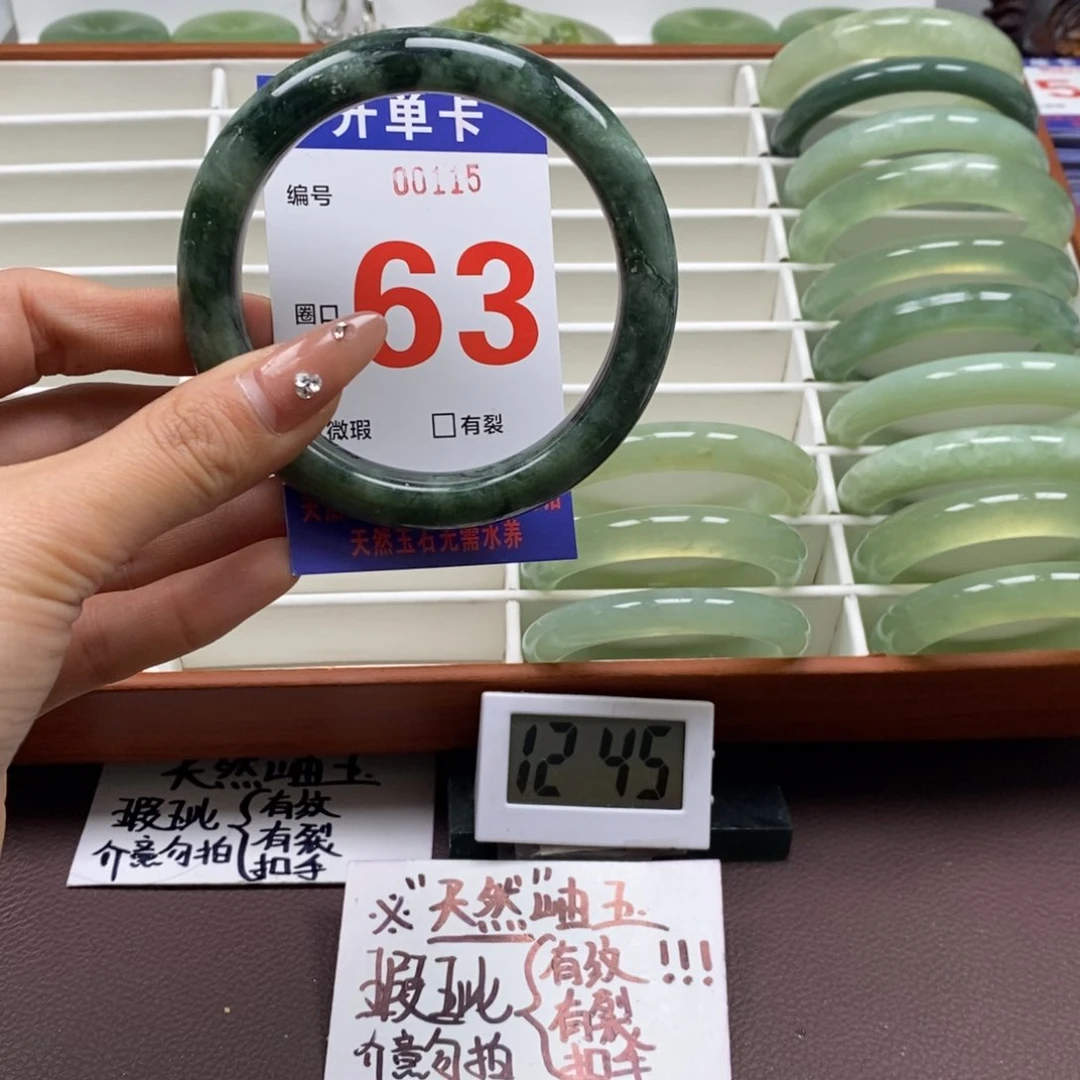 开单卡
编号 00115
圈口 63
微瑕 □有裂
天然玉石无需水养
12 45
天然岫玉
瑕玼 { 有纹
有裂
介意勿拍 扣手
※"天然"岫玉
瑕玼 { 有纹 !!!
有裂
介意勿拍 扣手